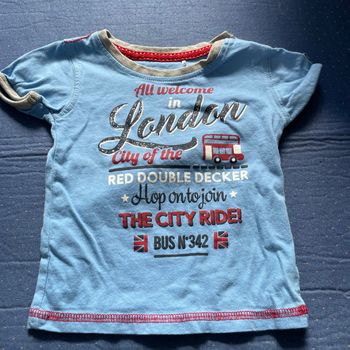 All welcome
in
London
City of the
RED DOUBLE DECKER
Hop on to join
THE CITY RIDE!
BUS N°342